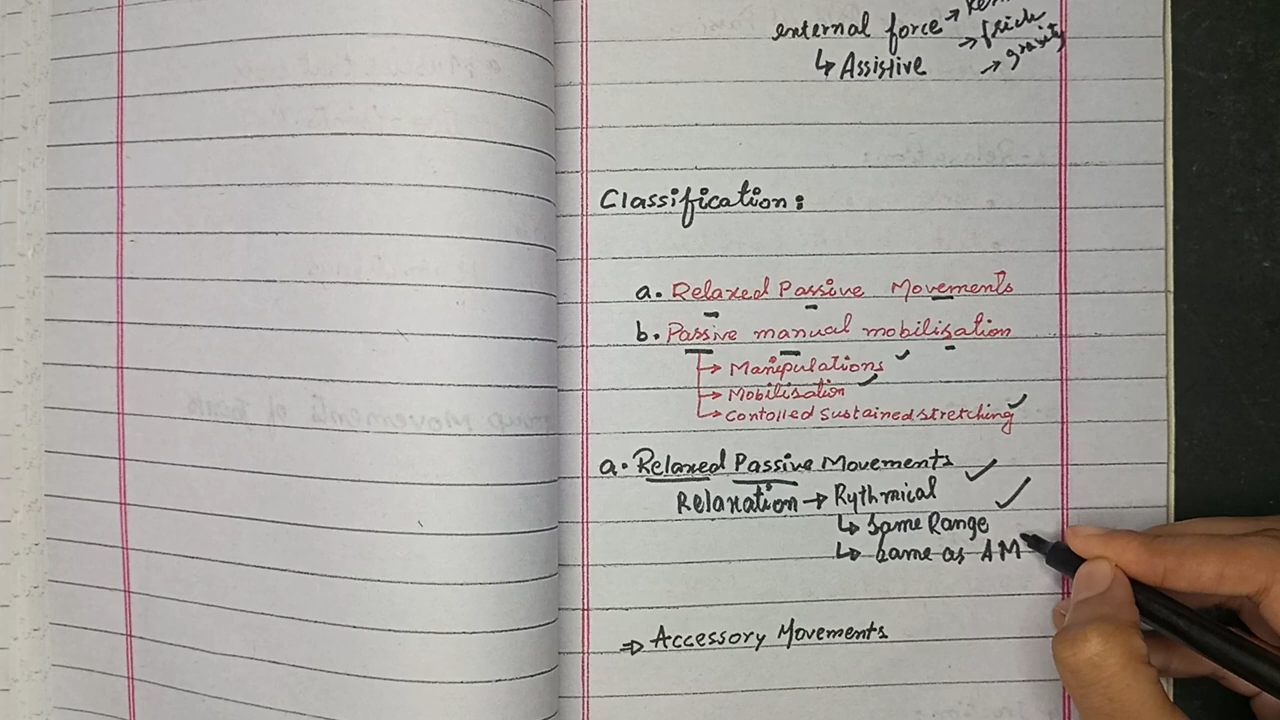 external force →
→ frich
↳ Assistive → gravity
Classification:
a. Relaxed Passive Movements
b. Passive manual mobilisation
→ Manipulations ✓
→ Mobilisation ✓
→ Contolled sustained stretching ✓
a. Relaxed Passive Movements ✓
Relaxation → Rythmical ✓
↳ Same Range
↳ Same as AM
⇒ Accessory Movements